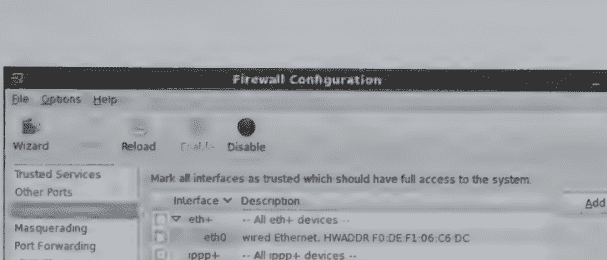 Firewall Configuration
File Options Help
Wizard Reload Enable Disable
Trusted Services
Other Ports
Mark all interfaces as trusted which should have full access to the system.
Interface Description
Add
eth+ -- All eth+ devices --
Masquerading
eth0 wired Ethernet, HWADDR F0:DE:F1:06:C6:DC
Port Forwarding
ippp+ -- All ippp+ devices --